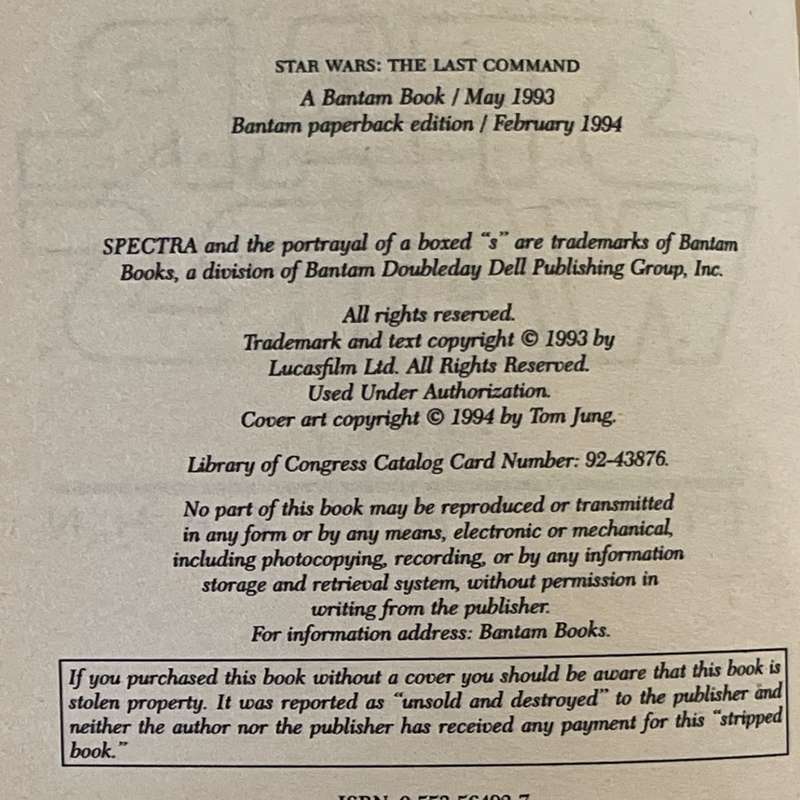 STAR WARS: THE LAST COMMAND
A Bantam Book / May 1993
Bantam paperback edition / February 1994
SPECTRA and the portrayal of a boxed “s” are trademarks of Bantam
Books, a division of Bantam Doubleday Dell Publishing Group, Inc.
All rights reserved.
Trademark and text copyright © 1993 by
Lucasfilm Ltd. All Rights Reserved.
Used Under Authorization.
Cover art copyright © 1994 by Tom Jung.
Library of Congress Catalog Card Number: 92-43876.
No part of this book may be reproduced or transmitted
in any form or by any means, electronic or mechanical,
including photocopying, recording, or by any information
storage and retrieval system, without permission in
writing from the publisher.
For information address: Bantam Books.
If you purchased this book without a cover you should be aware that this book is
stolen property. It was reported as “unsold and destroyed” to the publisher and
neither the author nor the publisher has received any payment for this “stripped
book.”
ISBN